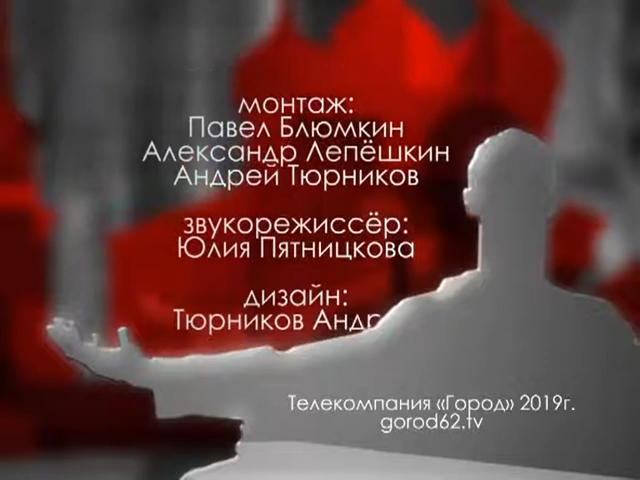 монтаж:
Павел Блюмкин
Александр Лепёшкин
Андрей Тюрников
звукорежиссёр:
Юлия Пятницкова
дизайн:
Тюрников
Телекомпания «Город» 2019г.
gorod62.tv